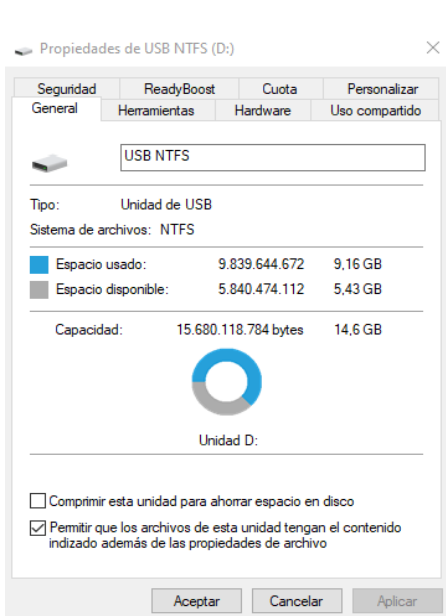 Propiedades de USB NTFS (D:)
Seguridad ReadyBoost Cuota Personalizar
General Herramientas Hardware Uso compartido
USB NTFS
Tipo: Unidad de USB
Sistema de archivos: NTFS
Espacio usado: 9.839.644.672 9,16 GB
Espacio disponible: 5.840.474.112 5,43 GB
Capacidad: 15.680.118.784 bytes 14,6 GB
Unidad D:
Comprimir esta unidad para ahorrar espacio en disco
Permitir que los archivos de esta unidad tengan el contenido
indizado además de las propiedades de archivo
Aceptar Cancelar Aplicar